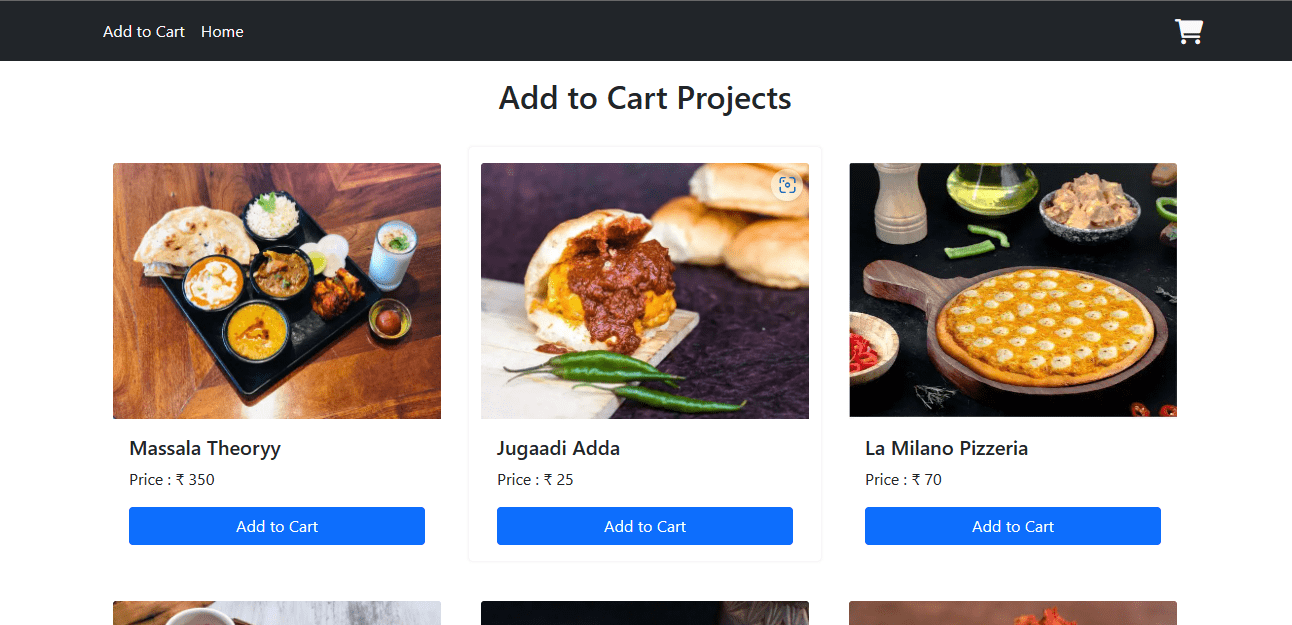 Add to Cart Home
Add to Cart Projects
Massala Theoryy
Price : ₹ 350
Add to Cart
Jugaadi Adda
Price : ₹ 25
Add to Cart
La Milano Pizzeria
Price : ₹ 70
Add to Cart